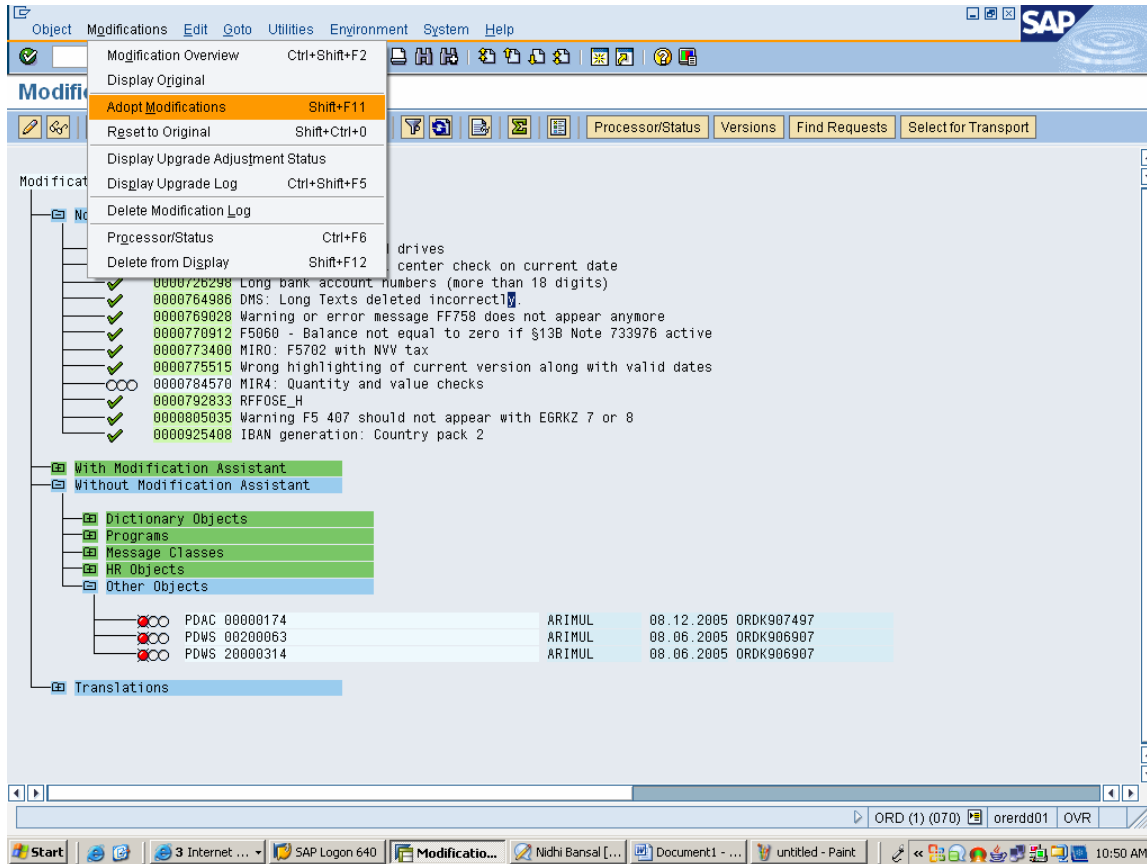 Object Modifications Edit Goto Utilities Environment System Help
SAP
Modification Overview Ctrl+Shift+F2
Display Original
Adopt Modifications Shift+F11
Reset to Original Shift+Ctrl+0
Display Upgrade Adjustment Status
Display Upgrade Log Ctrl+Shift+F5
Delete Modification Log
Processor/Status Ctrl+F6
Delete from Display Shift+F12
Modifi
Processor/Status Versions Find Requests Select for Transport
Modificat
No
drives
center check on current date
0000726298 Long bank account numbers (more than 18 digits)
0000764986 DMS: Long Texts deleted incorrectly.
0000769028 Warning or error message FF758 does not appear anymore
0000770912 F5060 - Balance not equal to zero if §13B Note 733976 active
0000773400 MIRO: F5702 with NVV tax
0000775515 Wrong highlighting of current version along with valid dates
0000784570 MIR4: Quantity and value checks
0000792833 RFFOSE_H
0000805035 Warning F5 407 should not appear with EGRKZ 7 or 8
0000925408 IBAN generation: Country pack 2
With Modification Assistant
Without Modification Assistant
Dictionary Objects
Programs
Message Classes
HR Objects
Other Objects
PDAC 00000174 ARIMUL 08.12.2005 ORDK907497
PDWS 00200063 ARIMUL 08.06.2005 ORDK906907
PDWS 20000314 ARIMUL 08.06.2005 ORDK906907
Translations
ORD (1) (070) orerdd01 OVR
Start 3 Internet ... SAP Logon 640 Modificatio... Nidhi Bansal [... Document1 - ... untitled - Paint « 10:50 AM